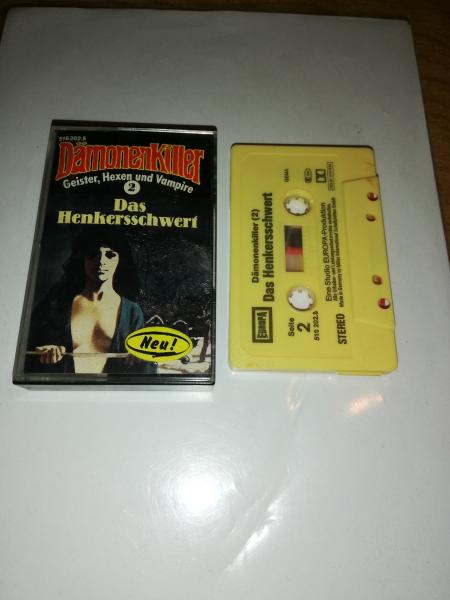 516 202.5
DämonenKiller
Geister, Hexen und Vampire
2
Das
Henkersschwert
Neu!
GEMA
Dämonenkiller (2)
Das Henkersschwert
EUROPA
Seite
2
516 202.5
STEREO
Eine Studio EUROPA-Produktion